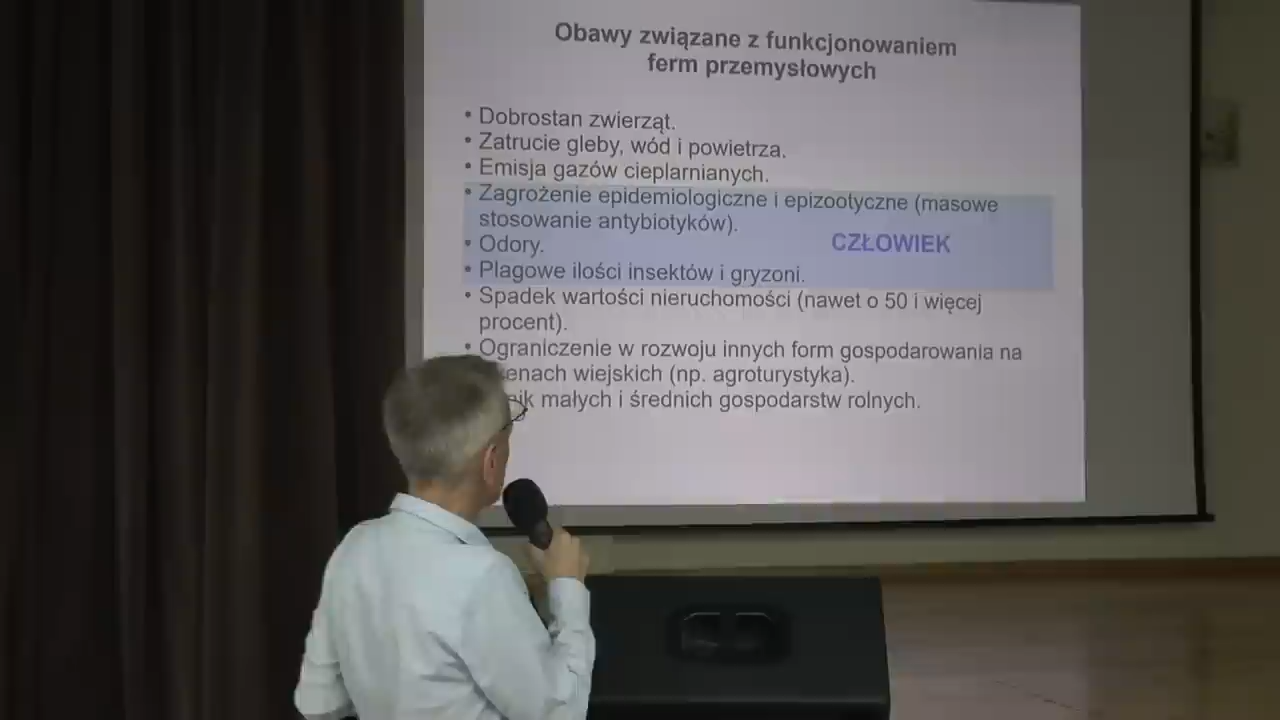 Obawy związane z funkcjonowaniem
ferm przemysłowych
• Dobrostan zwierząt.
• Zatrucie gleby, wód i powietrza.
• Emisja gazów cieplarnianych.
• Zagrożenie epidemiologiczne i epizootyczne (masowe
stosowanie antybiotyków).
• Odory.
CZŁOWIEK
• Plagowe ilości insektów i gryzoni.
• Spadek wartości nieruchomości (nawet o 50 i więcej
procent).
• Ograniczenie w rozwoju innych form gospodarowania na
wiejskich (np. agroturystyka).
małych i średnich gospodarstw rolnych.